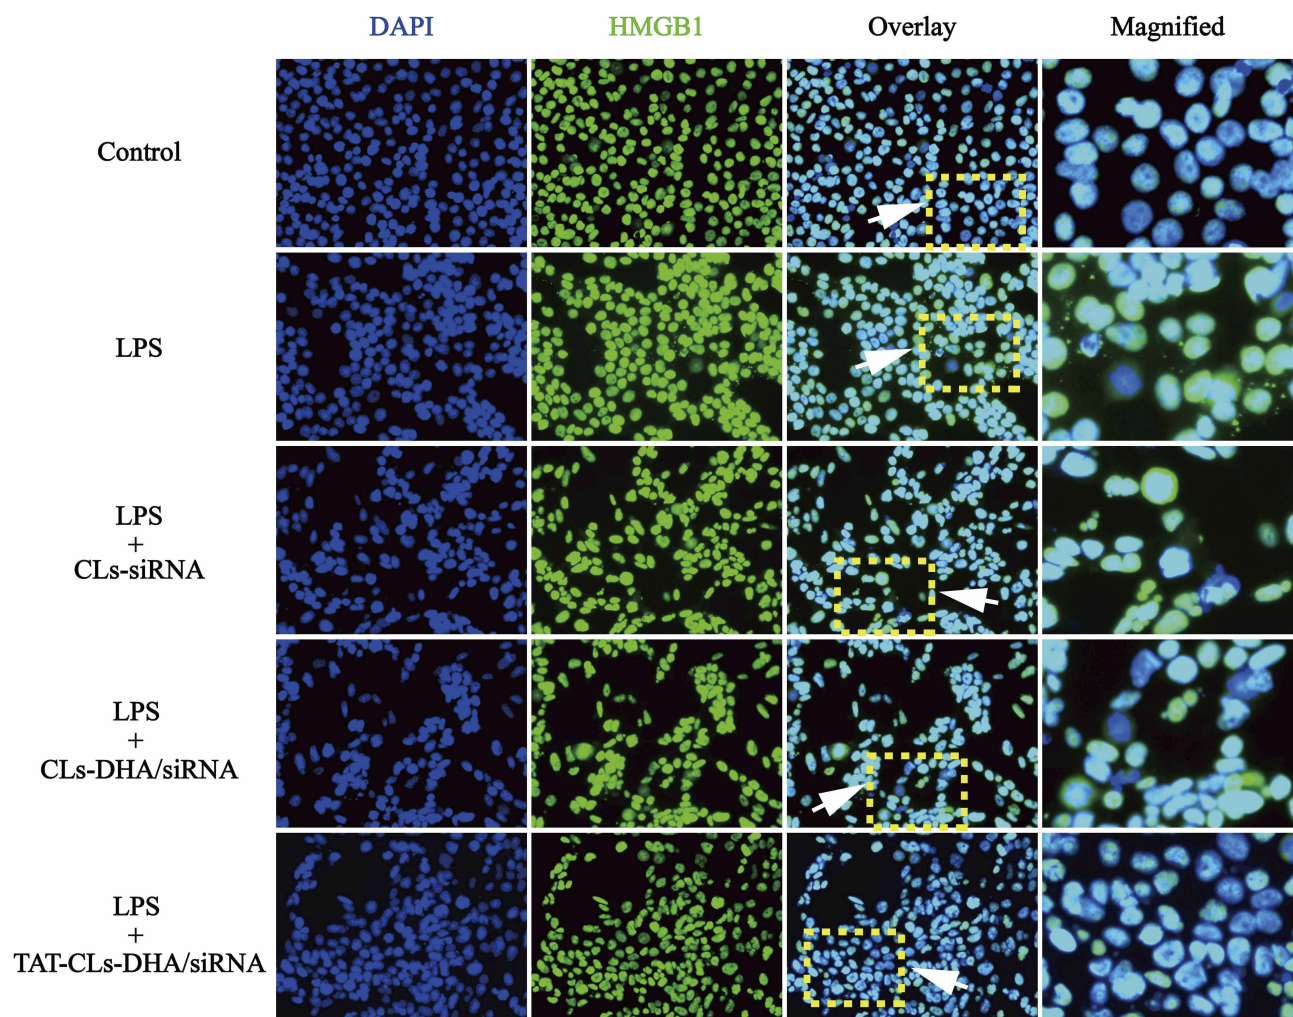 DAPI
HMGB1
Overlay
Magnified
Control
LPS
LPS
+
CLs-siRNA
LPS
+
CLs-DHA/siRNA
LPS
+
TAT-CLs-DHA/siRNA